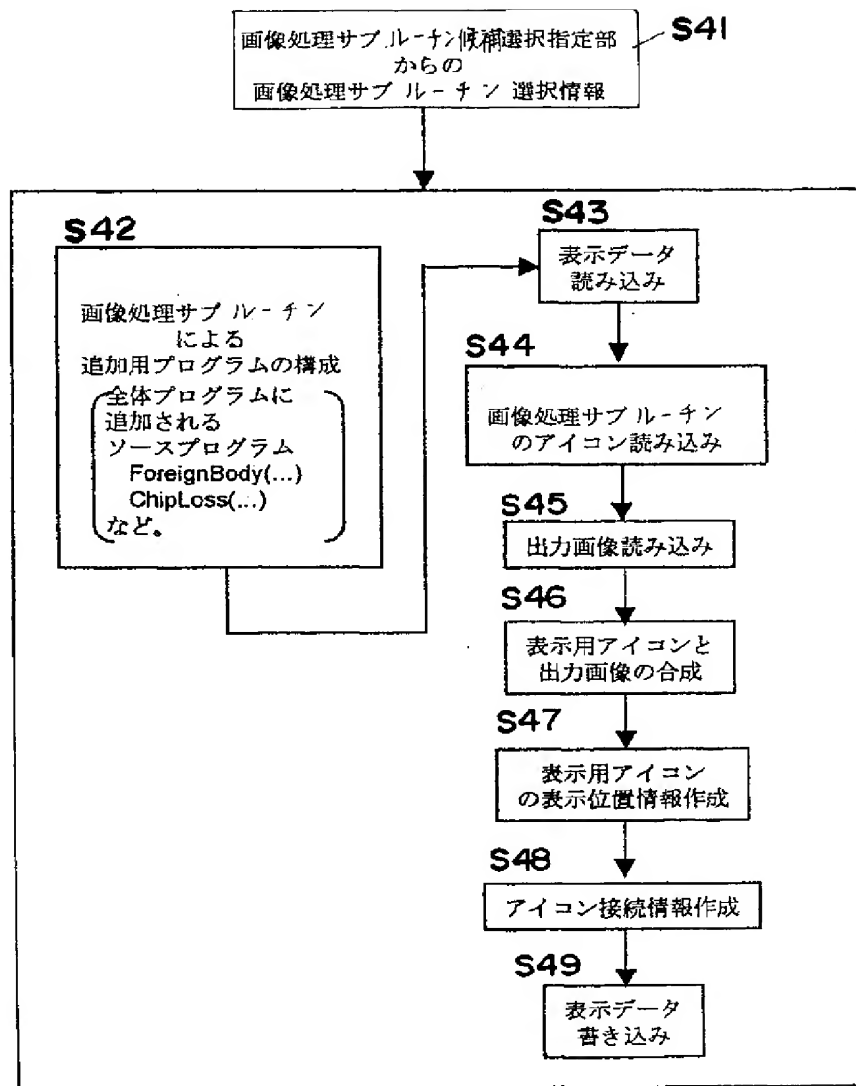 S41
画像処理サブルーチン候補選択指定部
からの
画像処理サブルーチン選択情報
S42
画像処理サブルーチン
による
追加用プログラムの構成
全体プログラムに
追加される
ソースプログラム
ForeignBody(...)
ChipLoss(...)
など。
S43
表示データ
読み込み
S44
画像処理サブルーチン
のアイコン読み込み
S45
出力画像読み込み
S46
表示用アイコンと
出力画像の合成
S47
表示用アイコン
の表示位置情報作成
S48
アイコン接続情報作成
S49
表示データ
書き込み